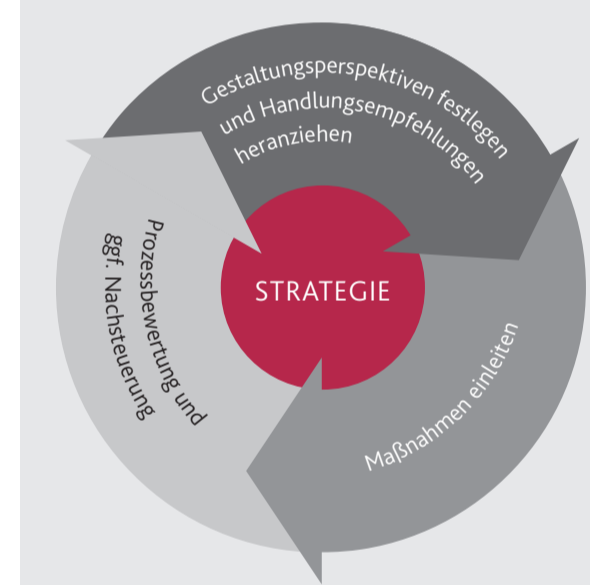 Gestaltungsperspektiven festlegen
und Handlungsempfehlungen
heranziehen
STRATEGIE
Maßnahmen einleiten
Prozessbewertung und
ggf. Nachsteuerung